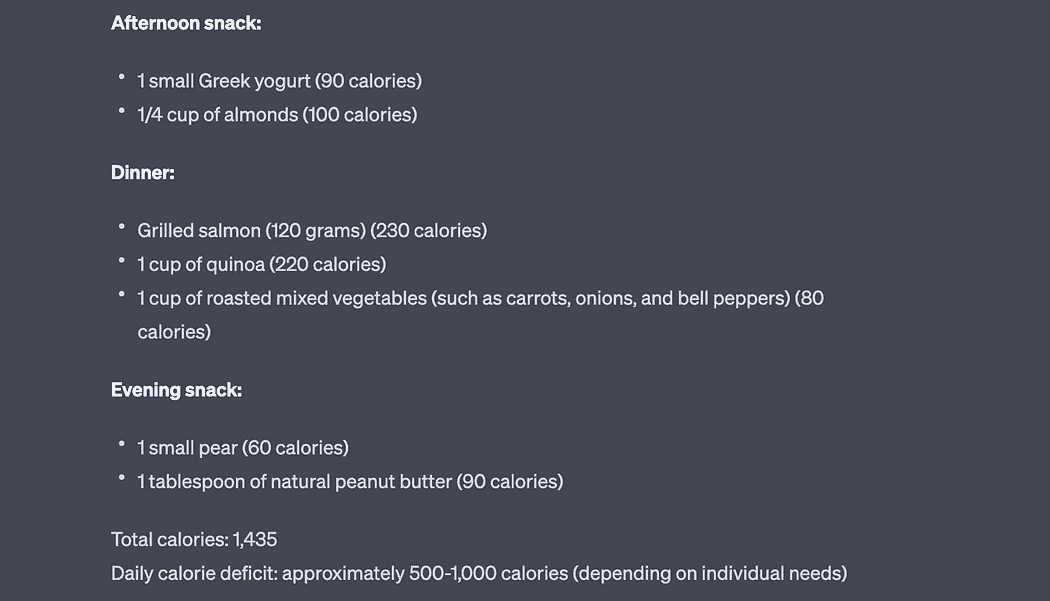 Afternoon snack:
• 1 small Greek yogurt (90 calories)
• 1/4 cup of almonds (100 calories)
Dinner:
• Grilled salmon (120 grams) (230 calories)
• 1 cup of quinoa (220 calories)
• 1 cup of roasted mixed vegetables (such as carrots, onions, and bell peppers) (80
calories)
Evening snack:
• 1 small pear (60 calories)
• 1 tablespoon of natural peanut butter (90 calories)
Total calories: 1,435
Daily calorie deficit: approximately 500-1,000 calories (depending on individual needs)